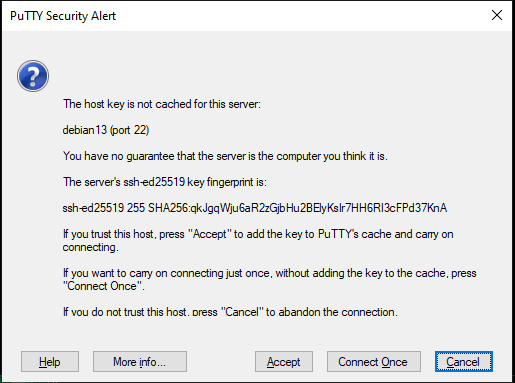 PuTTY Security Alert
The host key is not cached for this server:
debian13 (port 22)
You have no guarantee that the server is the computer you think it is.
The server's ssh-ed25519 key fingerprint is:
ssh-ed25519 255 SHA256:qkJgqWju6aR2zGjbHu2BElyKsIr7HH6RI3cFPd37KnA
If you trust this host, press "Accept" to add the key to PuTTY's cache and carry on
connecting.
If you want to carry on connecting just once, without adding the key to the cache, press
"Connect Once".
If you do not trust this host, press "Cancel" to abandon the connection.
Help More info... Accept Connect Once Cancel